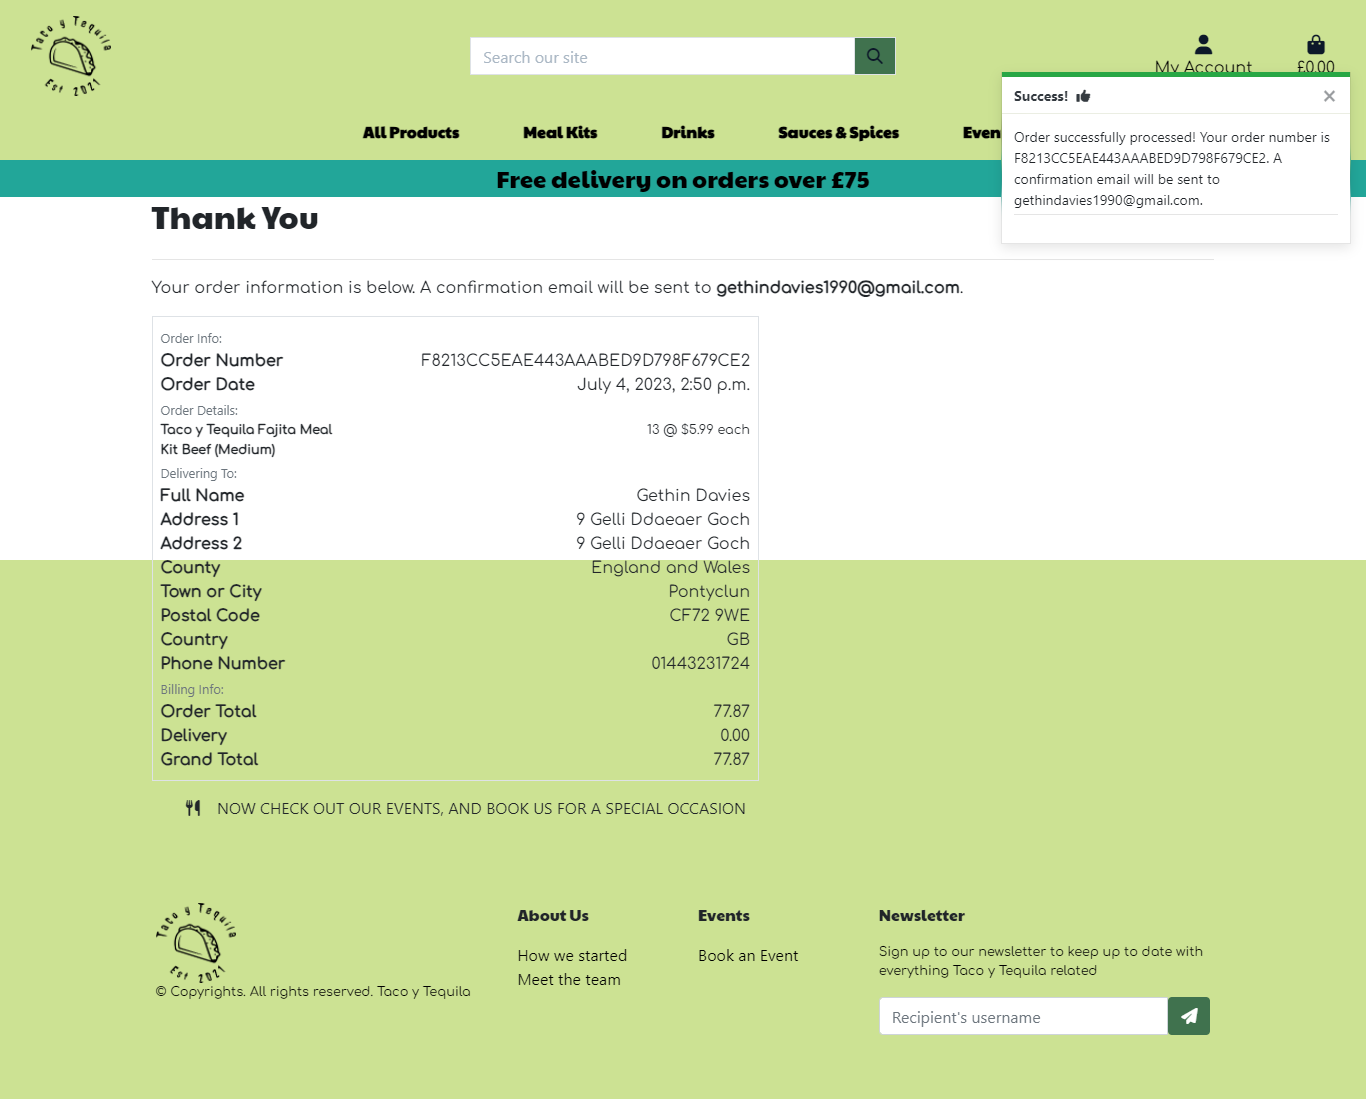 Taco y Tequila
Est 2021
Search our site
My Account
£0.00
All Products
Meal Kits
Drinks
Sauces & Spices
Even
Success!
×
Order successfully processed! Your order number is
F8213CC5EAE443AAABED9D798F679CE2. A
confirmation email will be sent to
gethindavies1990@gmail.com.
Free delivery on orders over £75
Thank You
Your order information is below. A confirmation email will be sent to gethindavies1990@gmail.com.
Order Info:
Order Number F8213CC5EAE443AAABED9D798F679CE2
Order Date July 4, 2023, 2:50 p.m.
Order Details:
Taco y Tequila Fajita Meal 13 @ $5.99 each
Kit Beef (Medium)
Delivering To:
Full Name Gethin Davies
Address 1 9 Gelli Ddaeaer Goch
Address 2 9 Gelli Ddaeaer Goch
County England and Wales
Town or City Pontyclun
Postal Code CF72 9WE
Country GB
Phone Number 01443231724
Billing Info:
Order Total 77.87
Delivery 0.00
Grand Total 77.87
NOW CHECK OUT OUR EVENTS, AND BOOK US FOR A SPECIAL OCCASION
Taco y Tequila
Est 2021
© Copyrights. All rights reserved. Taco y Tequila
About Us
How we started
Meet the team
Events
Book an Event
Newsletter
Sign up to our newsletter to keep up to date with
everything Taco y Tequila related
Recipient's username